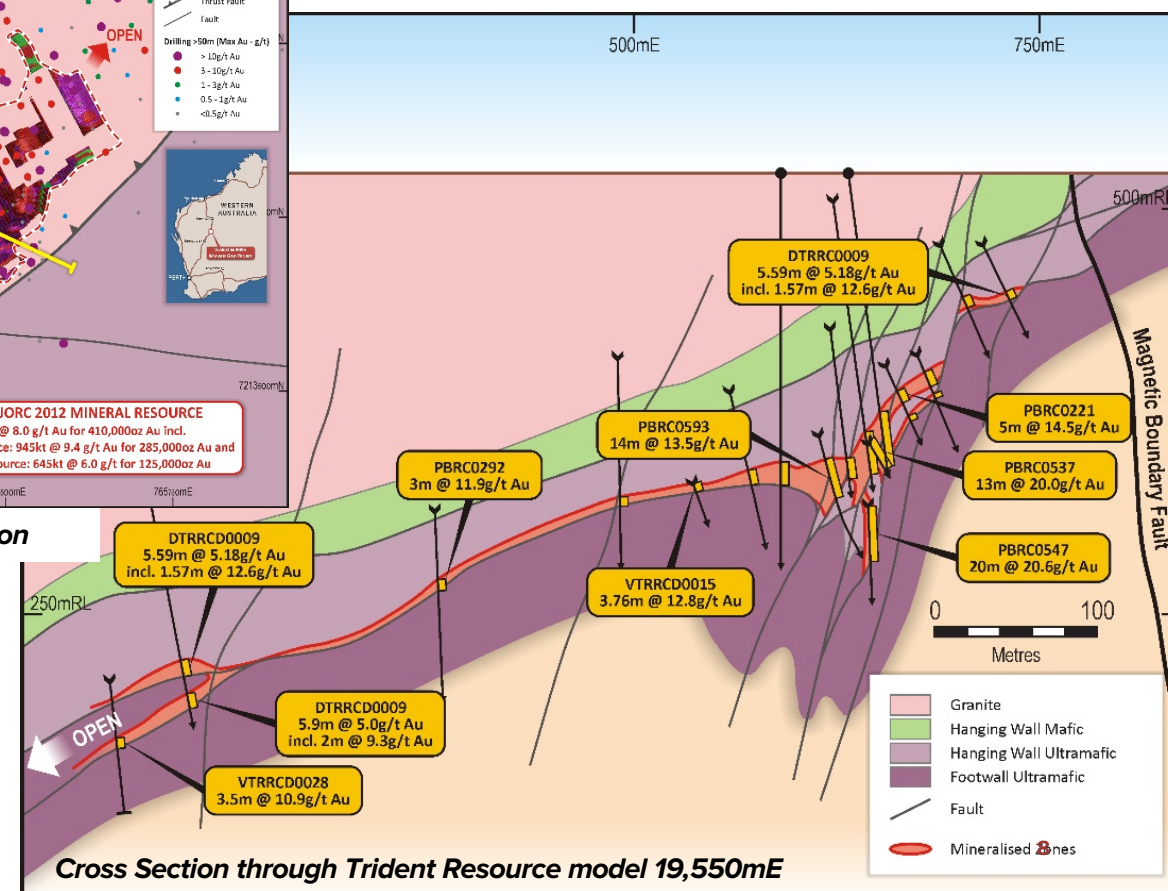 Thrust Fault
Fault
Drilling >50m (Max Au - g/t)
> 10g/t Au
3 - 10g/t Au
1 - 3g/t Au
0.5 - 1g/t Au
<0.5g/t Au
OPEN
WESTERN
AUSTRALIA
PERTH
7213600mN
JORC 2012 MINERAL RESOURCE
@ 8.0 g/t Au for 410,000oz Au incl.
ce: 945kt @ 9.4 g/t Au for 285,000oz Au and
ource: 645kt @ 6.0 g/t for 125,000oz Au
on
500mE
750mE
500mRL
250mRL
DTRRC0009
5.59m @ 5.18g/t Au
incl. 1.57m @ 12.6g/t Au
PBRC0593
14m @ 13.5g/t Au
PBRC0221
5m @ 14.5g/t Au
PBRC0292
3m @ 11.9g/t Au
PBRC0537
13m @ 20.0g/t Au
DTRRCD0009
5.59m @ 5.18g/t Au
incl. 1.57m @ 12.6g/t Au
VTRRCD0015
3.76m @ 12.8g/t Au
PBRC0547
20m @ 20.6g/t Au
Magnetic Boundary Fault
0 100
Metres
OPEN
DTRRCD0009
5.9m @ 5.0g/t Au
incl. 2m @ 9.3g/t Au
VTRRCD0028
3.5m @ 10.9g/t Au
Granite
Hanging Wall Mafic
Hanging Wall Ultramafic
Footwall Ultramafic
Fault
Mineralised Zones
8
Cross Section through Trident Resource model 19,550mE